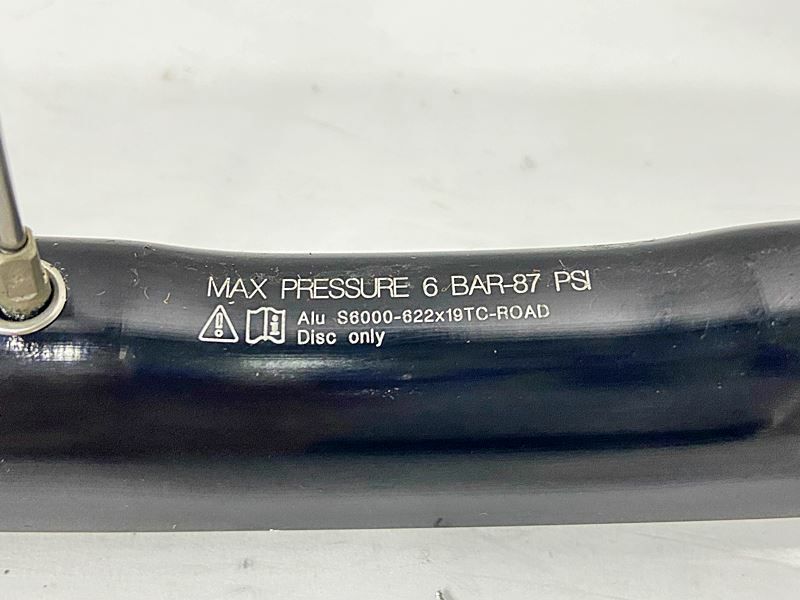 MAX PRESSURE 6 BAR-87 PSI
Alu S6000-622x19TC-ROAD
Disc only